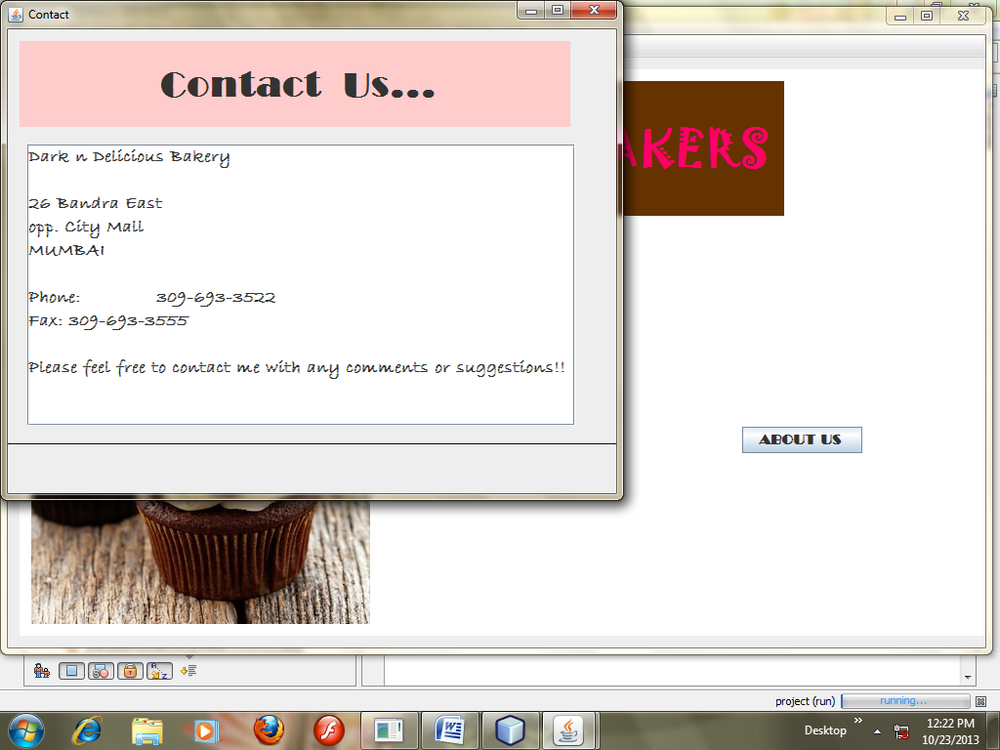 Contact
Contact Us...
Dark n Delicious Bakery
26 Bandra East
opp. City Mall
MUMBAI
Phone: 309-693-3522
Fax: 309-693-3555
Please feel free to contact me with any comments or suggestions!!
AKERS
ABOUT US
project (run)
running...
Desktop
12:22 PM
10/23/2013